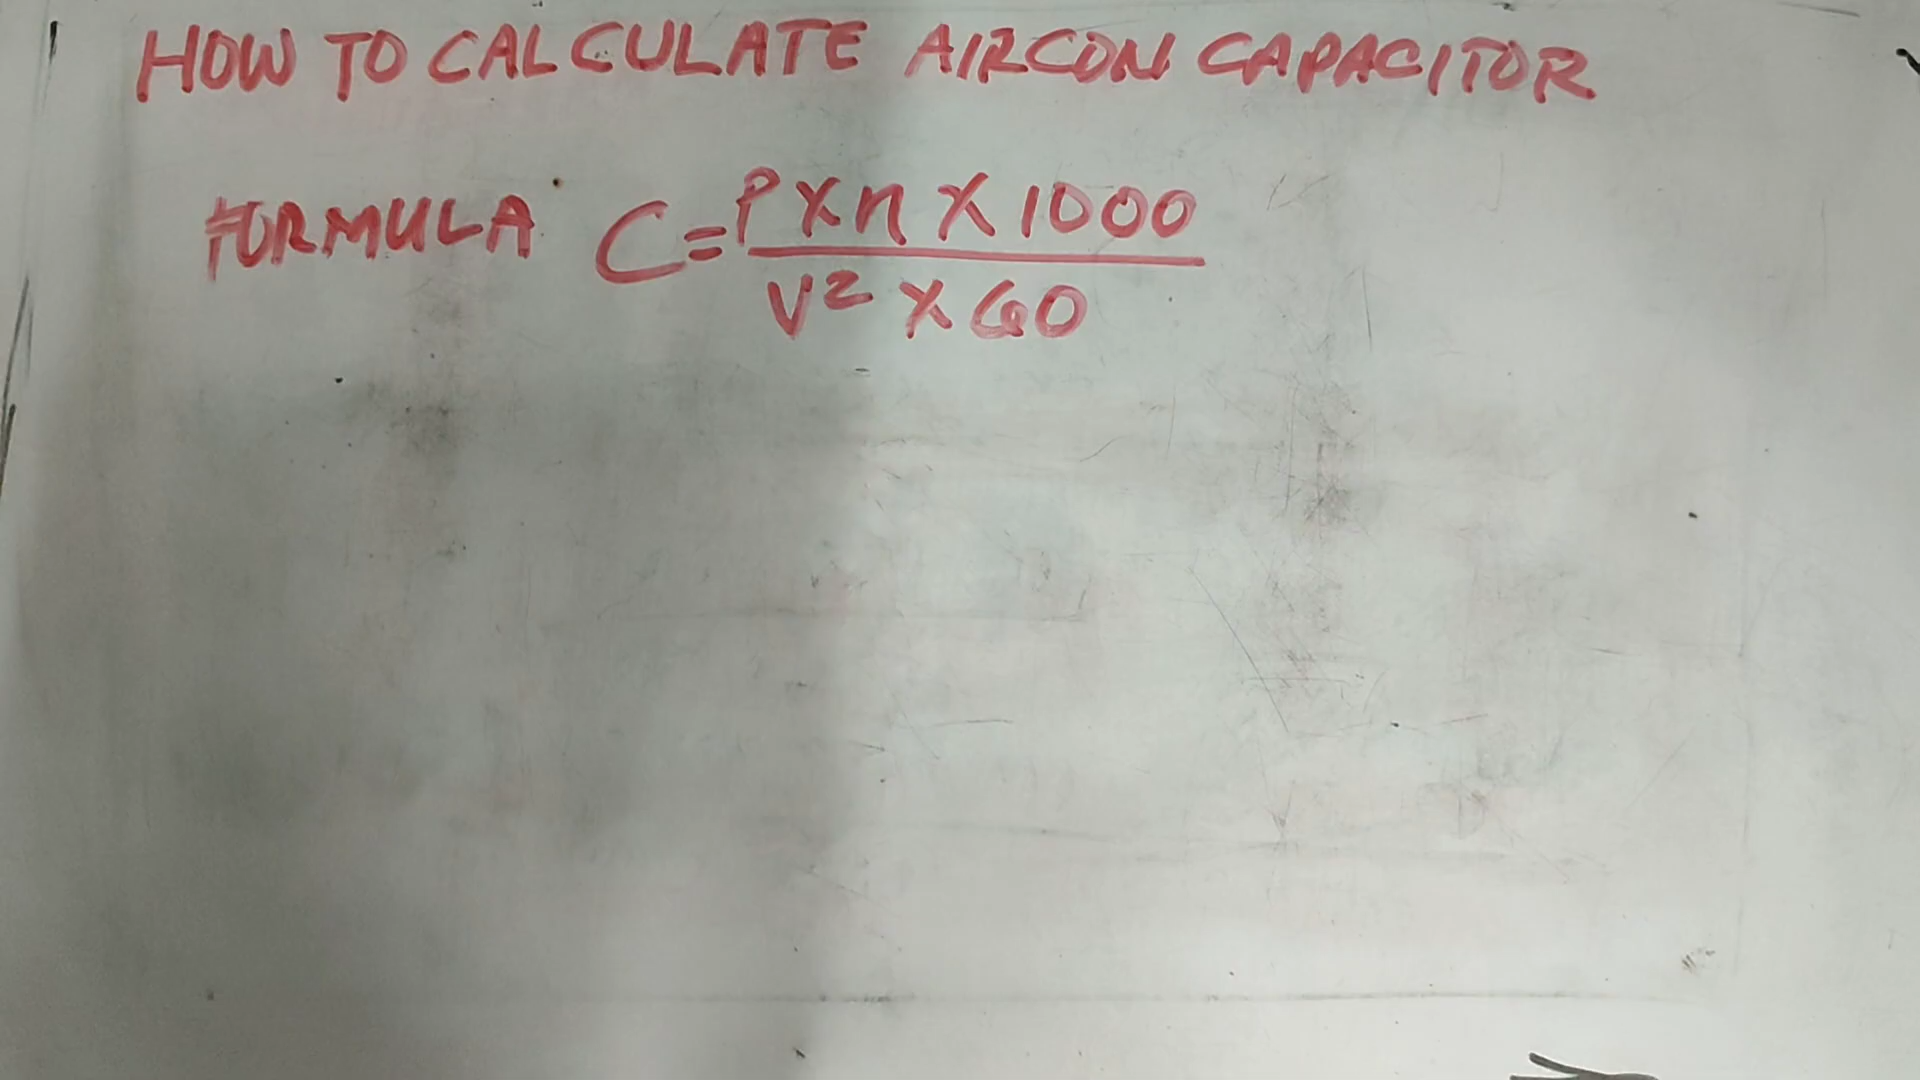 HOW TO CALCULATE AIRCON CAPACITOR
FORMULA C = P X n X 1000
V² X 60